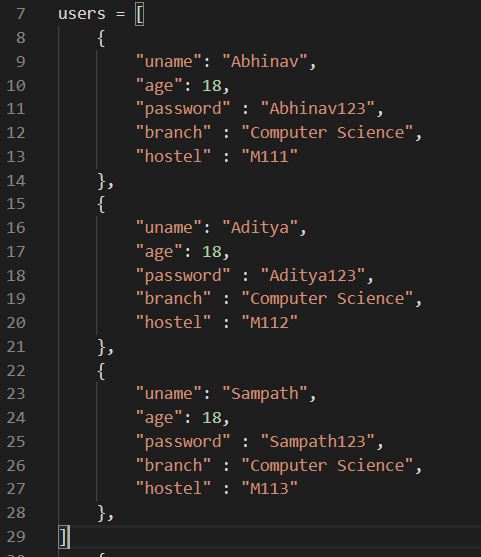 7 users = [
8 {
9 "uname": "Abhinav",
10 "age": 18,
11 "password" : "Abhinav123",
12 "branch" : "Computer Science",
13 "hostel" : "M111"
14 },
15 {
16 "uname": "Aditya",
17 "age": 18,
18 "password" : "Aditya123",
19 "branch" : "Computer Science",
20 "hostel" : "M112"
21 },
22 {
23 "uname": "Sampath",
24 "age": 18,
25 "password" : "Sampath123",
26 "branch" : "Computer Science",
27 "hostel" : "M113"
28 },
29 ]